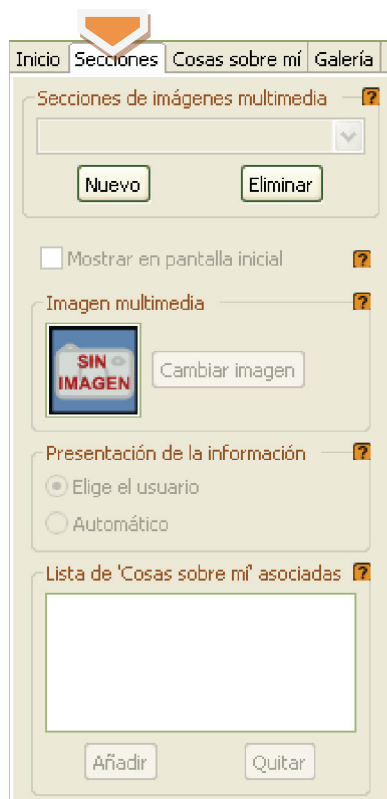 Inicio Secciones Cosas sobre mí Galería
Secciones de imágenes multimedia ?
Nuevo Eliminar
Mostrar en pantalla inicial ?
Imagen multimedia ?
SIN
IMAGEN
Cambiar imagen
Presentación de la información ?
Elige el usuario
Automático
Lista de 'Cosas sobre mí' asociadas ?
Añadir Quitar